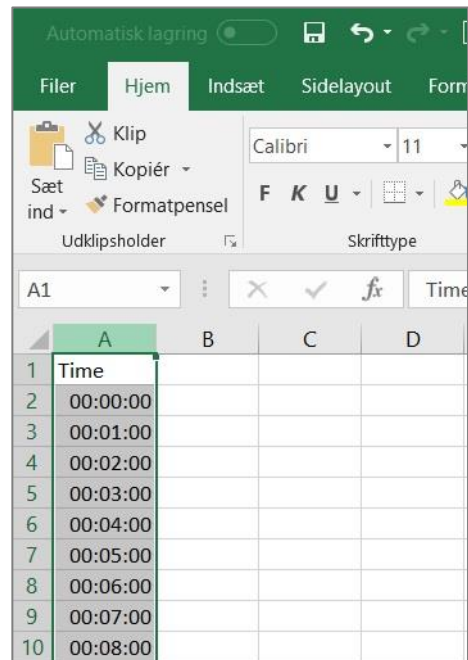 Automatisk lagring
Filer Hjem Indsæt Sidelayout
Klip
Kopiér
Sæt ind
Formatpensel
Calibri 11
F K U
Udklipsholder Skrifttype
A1 fx Time
A B C D
1 Time
2 00:00:00
3 00:01:00
4 00:02:00
5 00:03:00
6 00:04:00
7 00:05:00
8 00:06:00
9 00:07:00
10 00:08:00